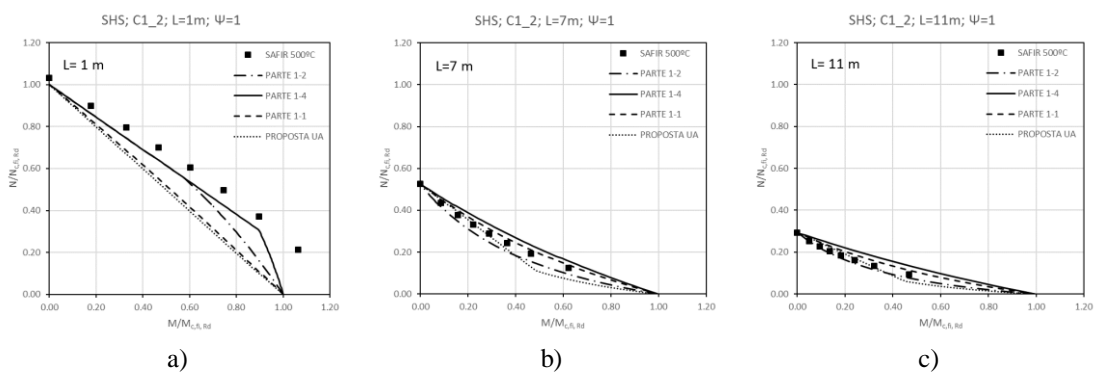 SHS; C1_2; L=1m; Ψ=1
1.20
1.00
0.80
0.60
0.40
0.20
0.00
N/Nc,fi, Rd
L= 1 m
SAFIR 500ºC
PARTE 1-2
PARTE 1-4
PARTE 1-1
PROPOSTA UA
0.00 0.20 0.40 0.60 0.80 1.00 1.20
M/Mc,fi, Rd
a)
SHS; C1_2; L=7m; Ψ=1
1.20
1.00
0.80
0.60
0.40
0.20
0.00
N/Nc,fi, Rd
L=7 m
SAFIR 500ºC
PARTE 1-2
PARTE 1-4
PARTE 1-1
PROPOSTA UA
0.00 0.20 0.40 0.60 0.80 1.00 1.20
M/Mc,fi, Rd
b)
SHS; C1_2; L=11m; Ψ=1
1.20
1.00
0.80
0.60
0.40
0.20
0.00
N/Nc,fi, Rd
L= 11 m
SAFIR 500ºC
PARTE 1-2
PARTE 1-4
PARTE 1-1
PROPOSTA UA
0.00 0.20 0.40 0.60 0.80 1.00 1.20
M/Mc,fi, Rd
c)